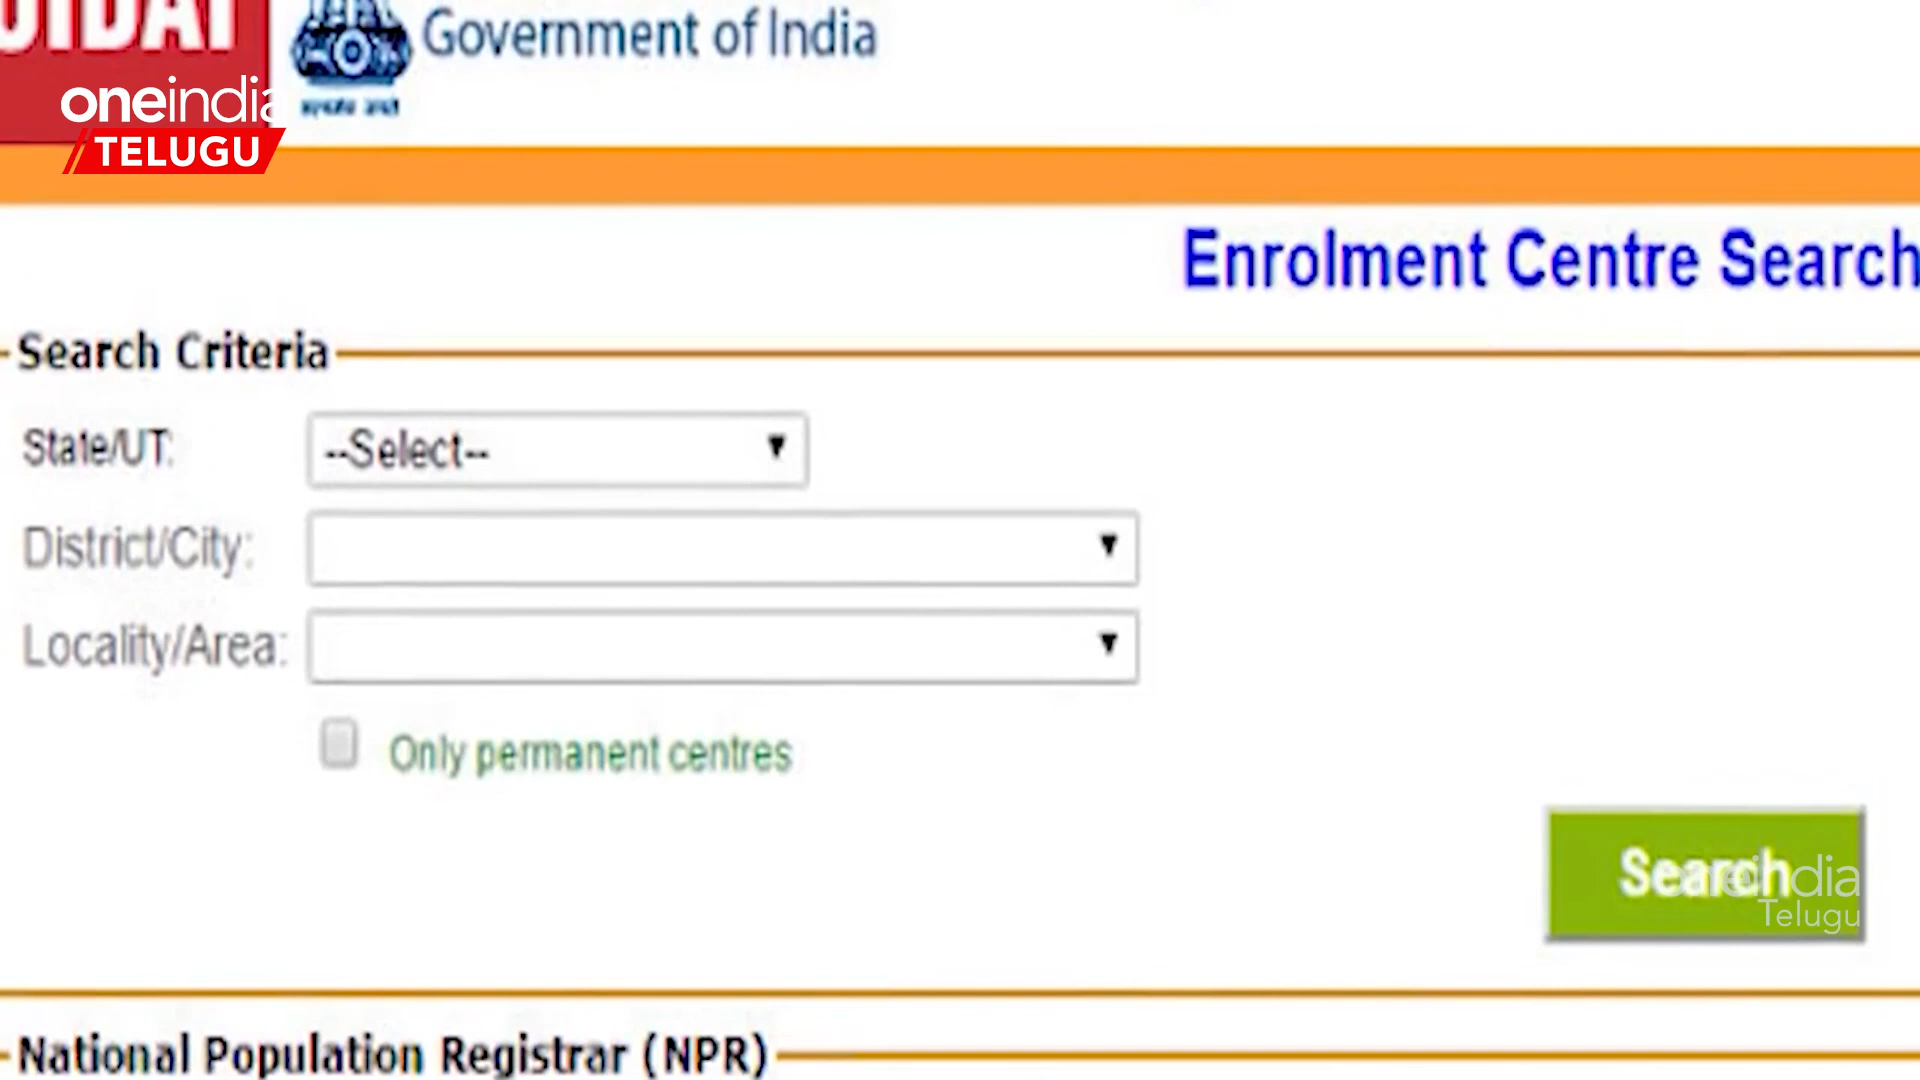 UIDAI
Government of India
oneindia
TELUGU
Enrolment Centre Search
Search Criteria
State/UT:
--Select--
District/City:
Locality/Area:
Only permanent centres
Search
oneindia
Telugu
National Population Registrar (NPR)